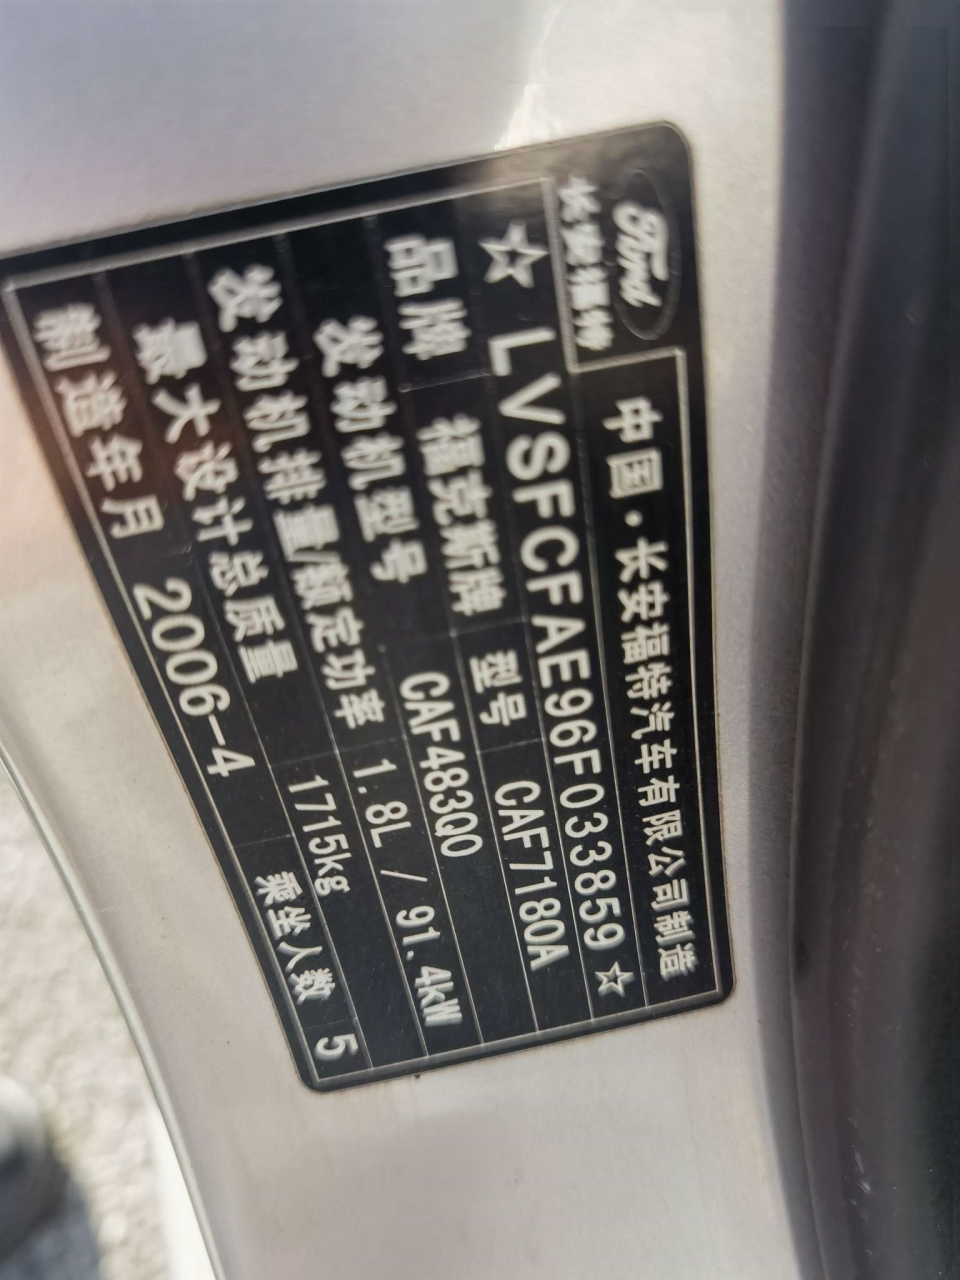 Ford
长安福特
中国·长安福特汽车有限公司制造
☆LVSFCFAE96F033859☆
品牌 福克斯牌 型号 CAF7180A
发动机型号 CAF483Q0
发动机排量/额定功率 1.8L / 91.4kW
最大设计总质量 1715kg 乘坐人数 5
制造年月 2006-4